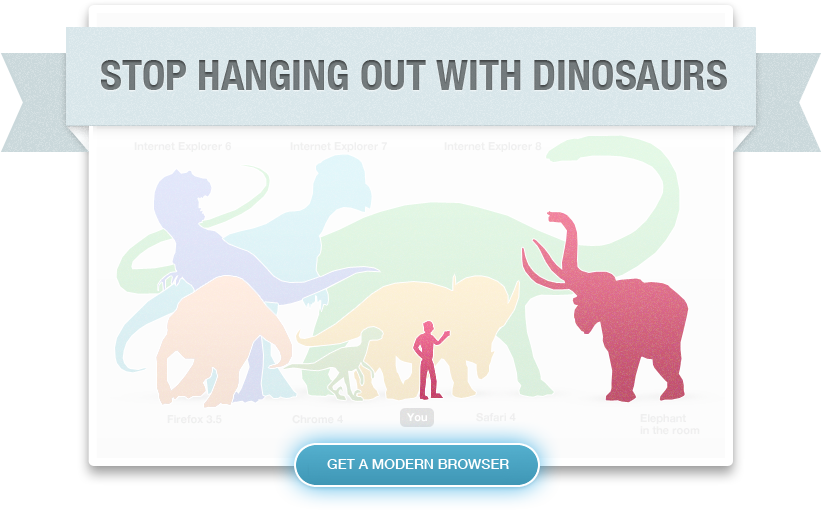 STOP HANGING OUT WITH DINOSAURS
Internet Explorer 6
Internet Explorer 7
Internet Explorer 8
Firefox 3.5
Chrome 4
You
Safari 4
Elephant
in the room
GET A MODERN BROWSER